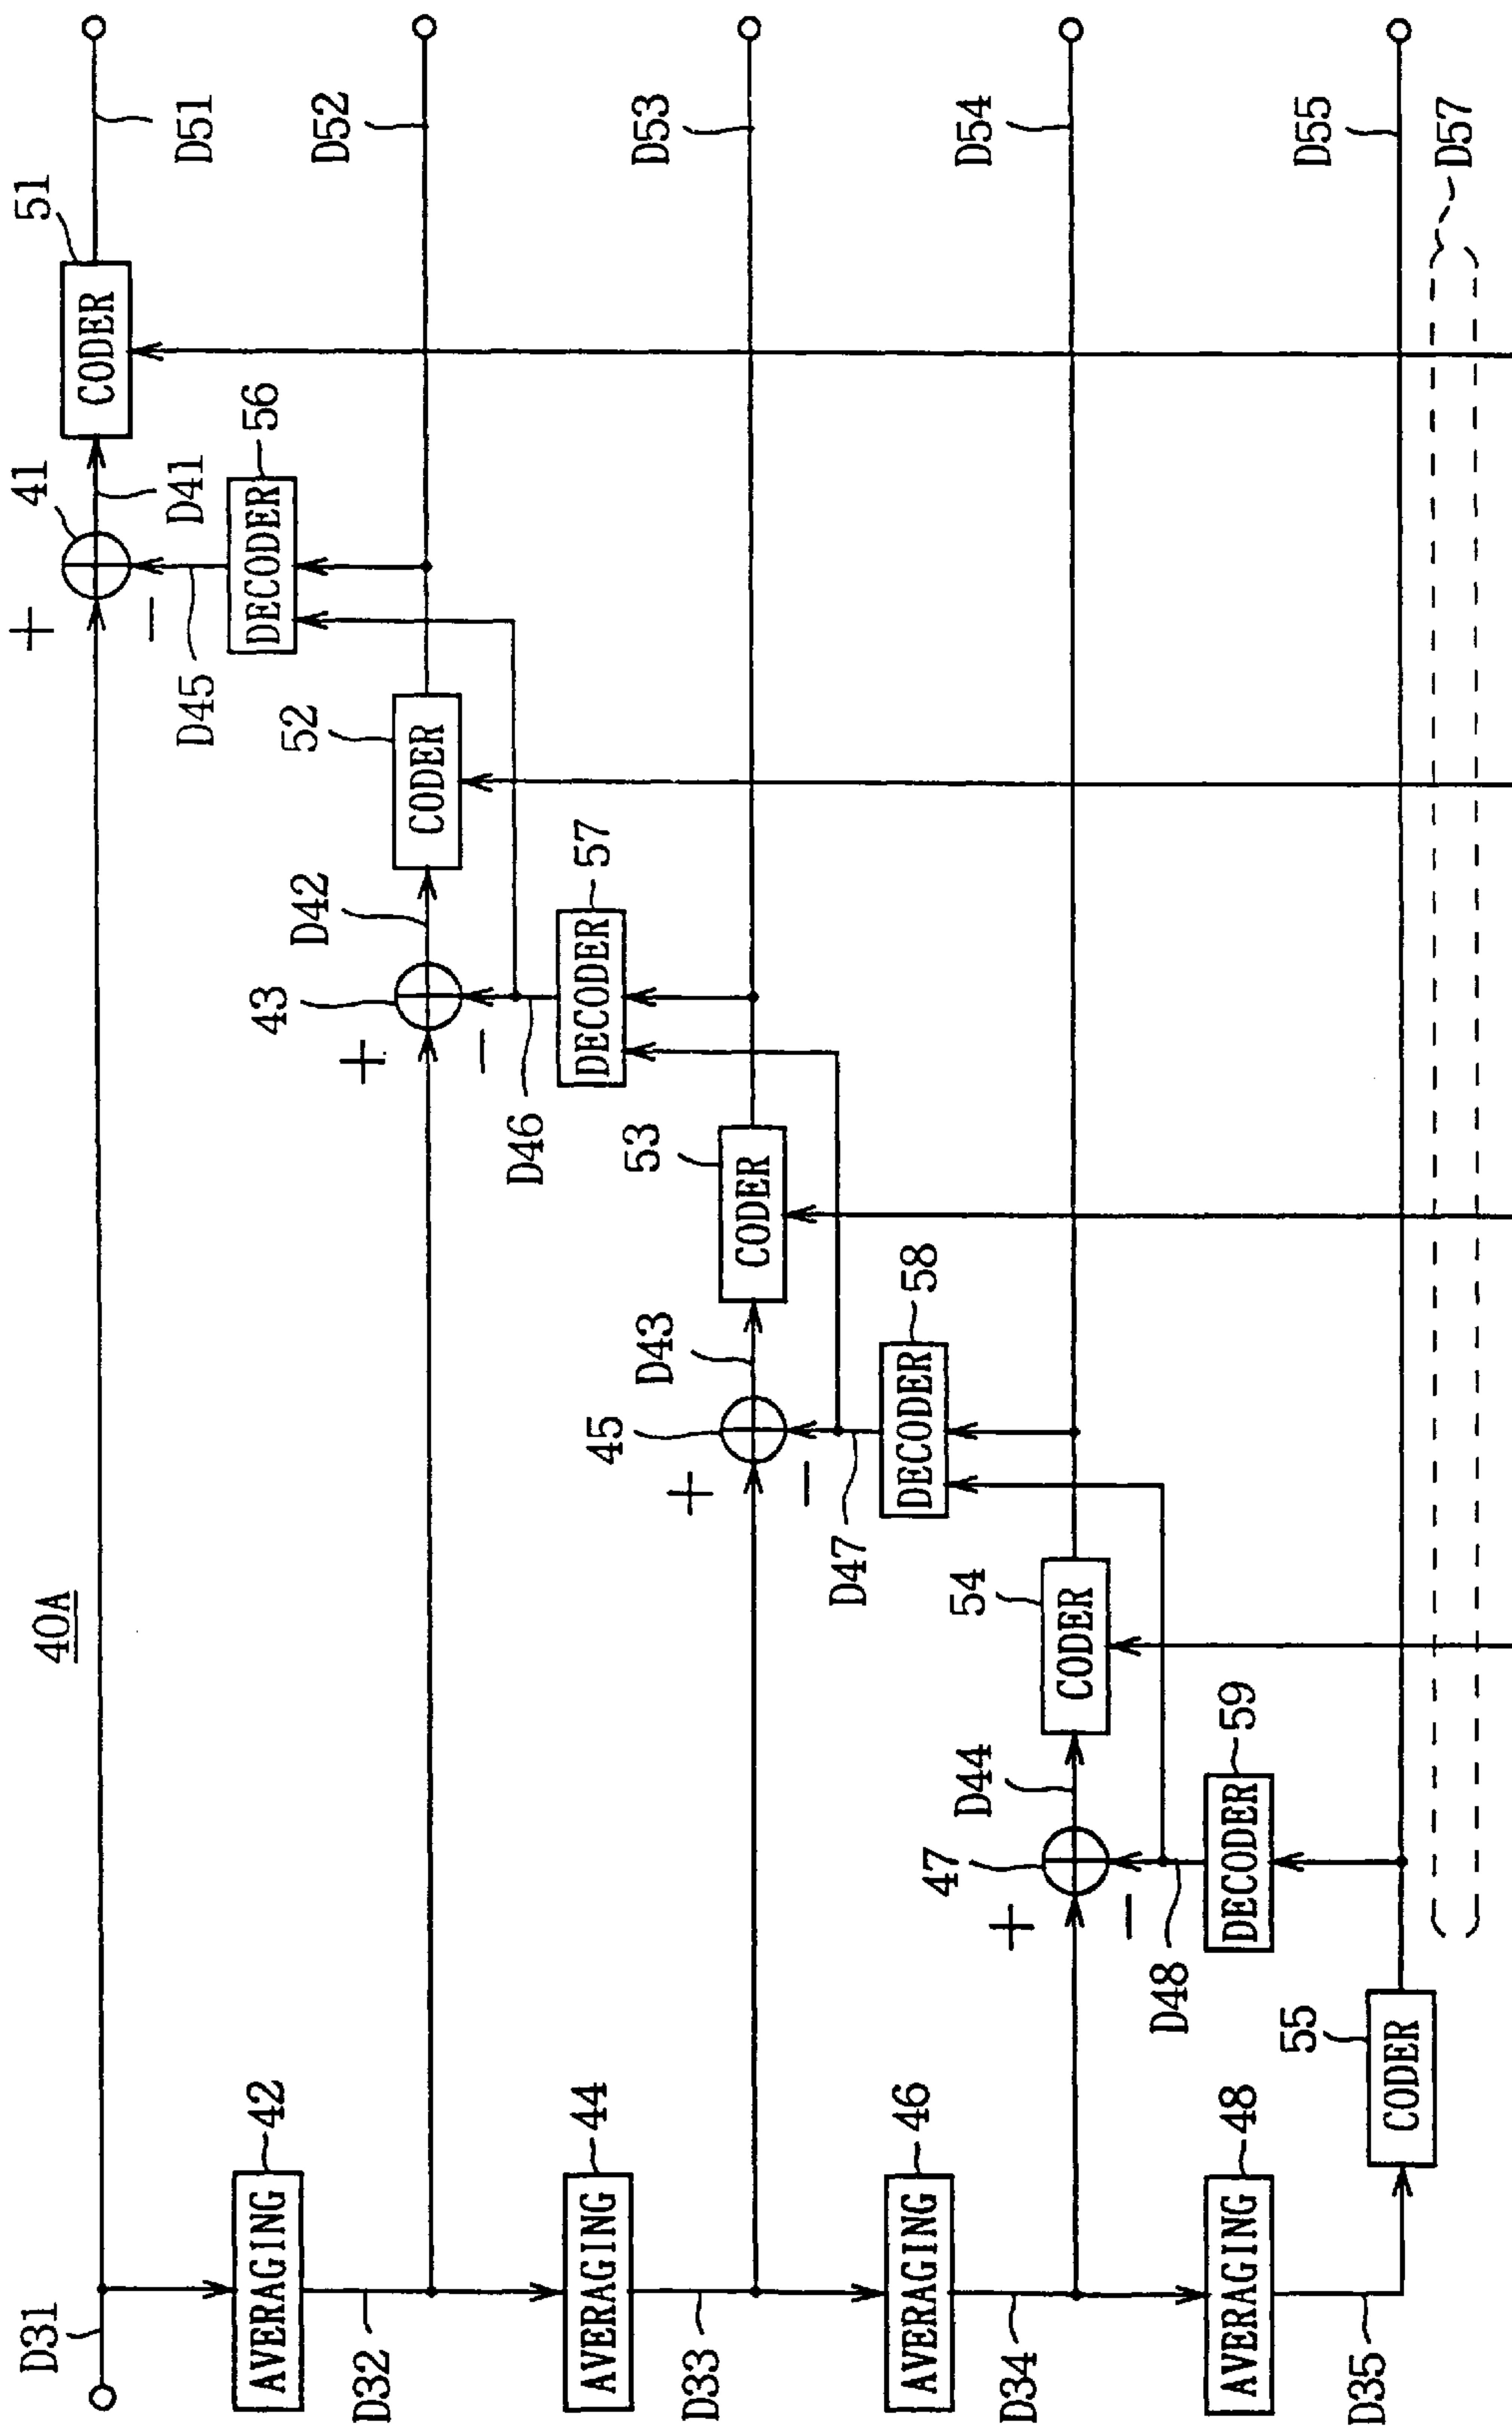 40A
D31
+
41
−
D41
CODER
51
D51
D45
DECODER
56
AVERAGING
42
D32
+
43
−
D42
CODER
52
D52
D46
DECODER
57
AVERAGING
44
D33
+
45
−
D43
CODER
53
D53
D47
DECODER
58
AVERAGING
46
D34
+
47
−
D44
CODER
54
D54
D48
DECODER
59
AVERAGING
48
D35
CODER
55
D55
D57